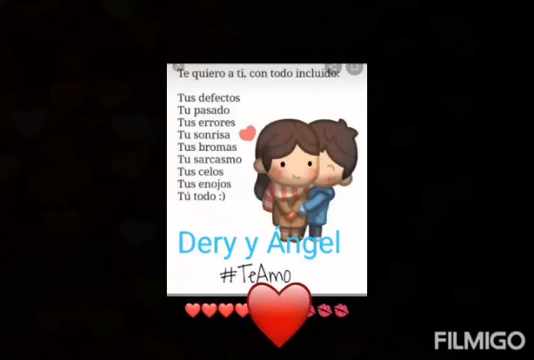 Te quiero a ti, con todo incluido:
Tus defectos
Tu pasado
Tus errores
Tu sonrisa
Tus bromas
Tu sarcasmo
Tus celos
Tus enojos
Tú todo :)
Dery y Ángel
#TeAmo
FILMIGO